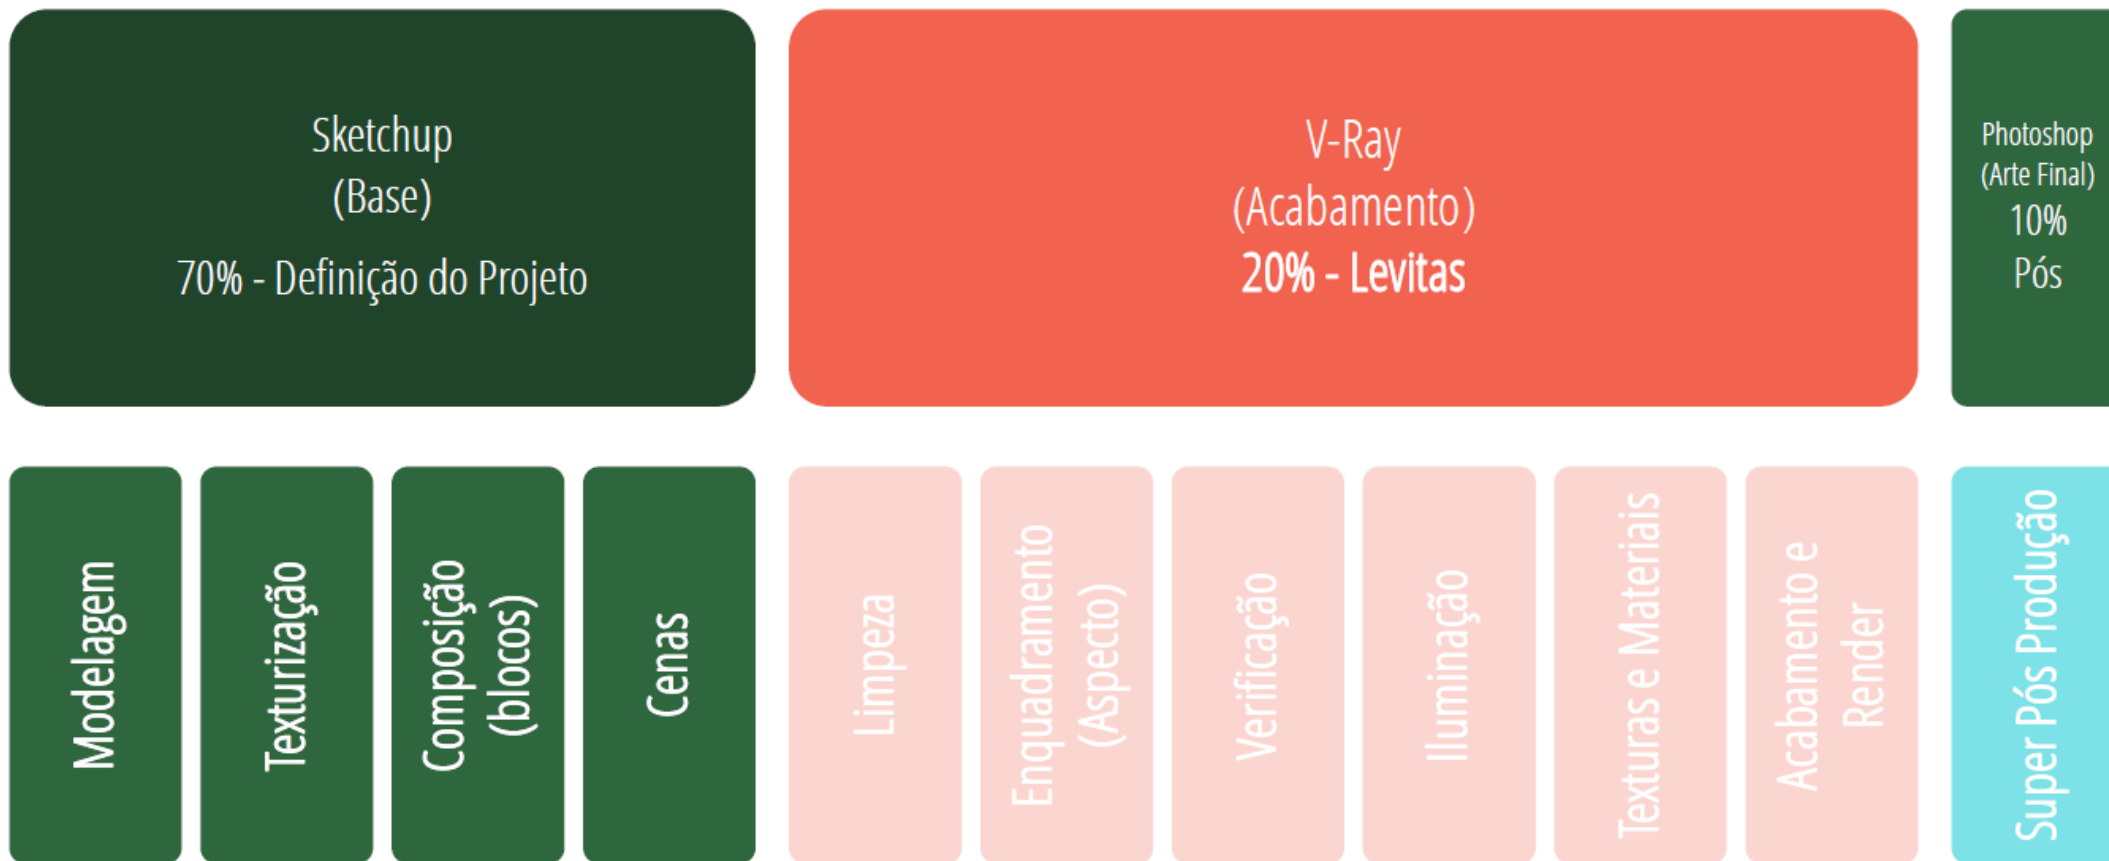 Sketchup
(Base)
70% - Definição do Projeto
V-Ray
(Acabamento)
20% - Levitas
Photoshop
(Arte Final)
10%
Pós
Modelagem
Texturização
Composição
(blocos)
Cenas
Limpeza
Enquadramento
(Aspecto)
Verificação
Iluminação
Texturas e Materiais
Acabamento e
Render
Super Pós Produção